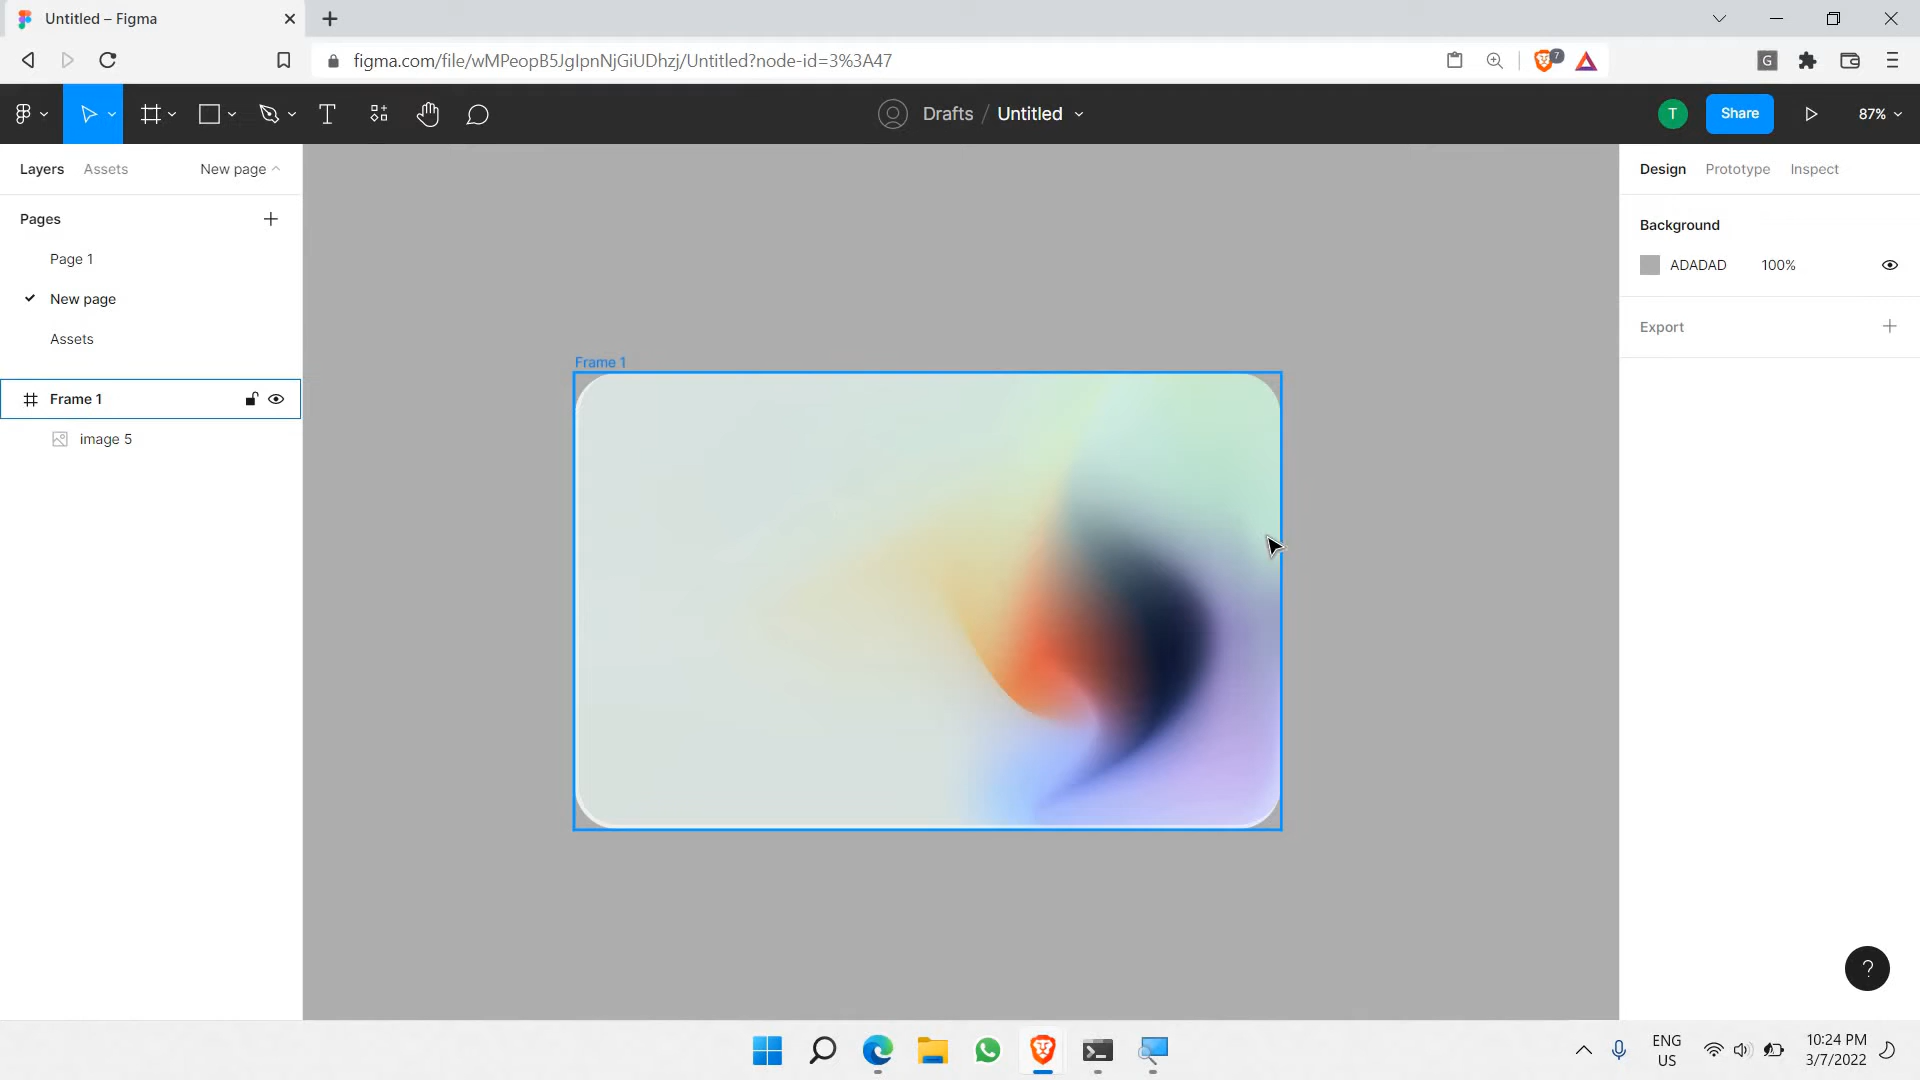 Untitled – Figma
figma.com/file/wMPeopB5JgIpnNjGiUDhzj/Untitled?node-id=3%3A47
7
G
T
Drafts / Untitled
T
Share
87%
Layers
Assets
New page
Pages
Page 1
New page
Assets
Frame 1
image 5
Frame 1
Design
Prototype
Inspect
Background
ADADAD
100%
Export
?
ENG
US
10:24 PM
3/7/2022